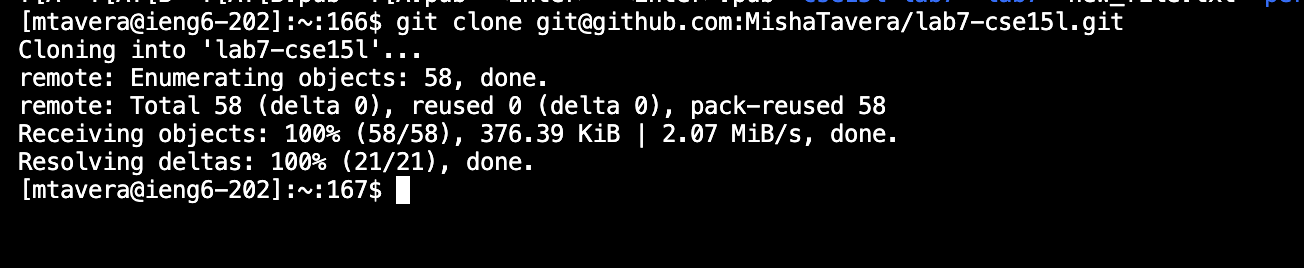 [mtavera@ieng6-202]:~:166$ git clone git@github.com:MishaTavera/lab7-cse15l.git
Cloning into 'lab7-cse15l'...
remote: Enumerating objects: 58, done.
remote: Total 58 (delta 0), reused 0 (delta 0), pack-reused 58
Receiving objects: 100% (58/58), 376.39 KiB | 2.07 MiB/s, done.
Resolving deltas: 100% (21/21), done.
[mtavera@ieng6-202]:~:167$